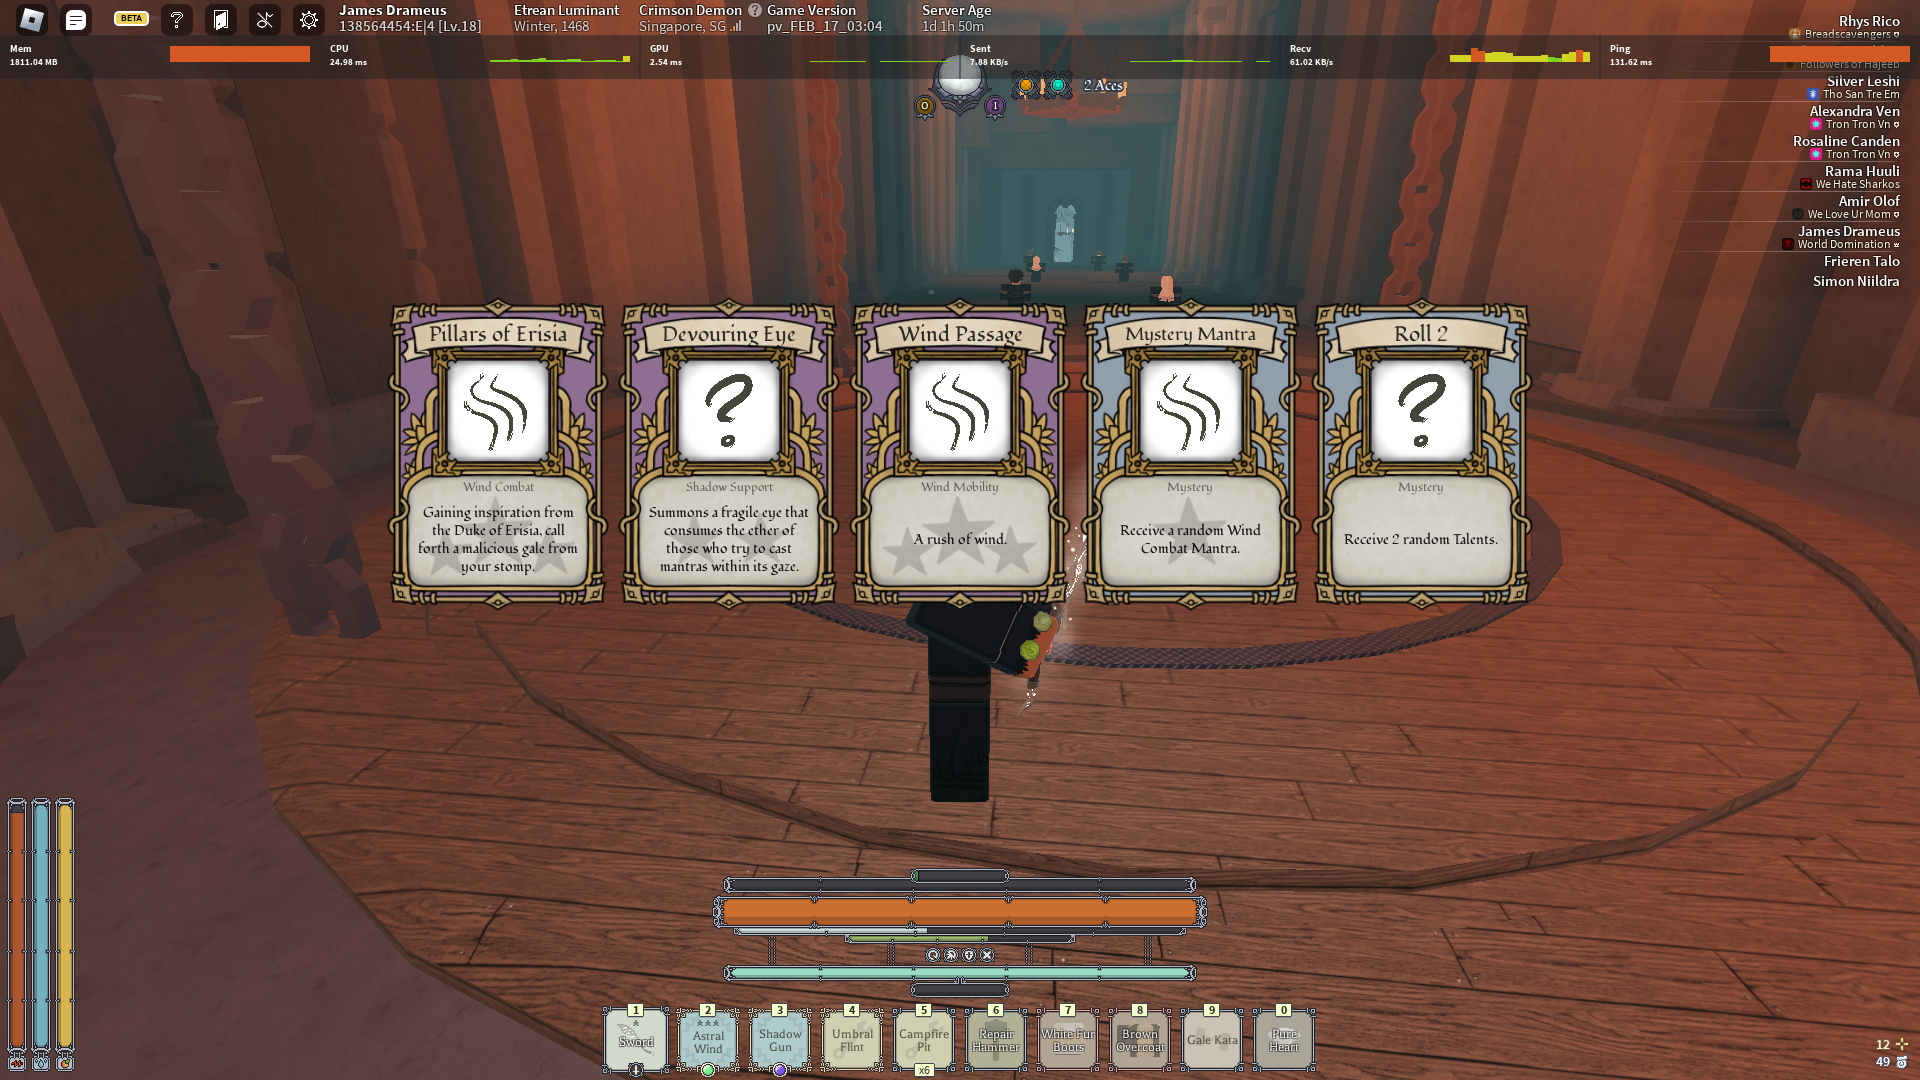 BETA
James Drameus
138564454:E|4 [Lv.18]
Etrean Luminant
Winter, 1468
Crimson Demon
Singapore, SG
Game Version
pv_FEB_17_03:04
Server Age
1d 1h 50m
Mem
1811.04 MB
CPU
24.98 ms
GPU
2.54 ms
Sent
7.88 KB/s
Recv
61.02 KB/s
Ping
131.62 ms
O
I
2 Aces
Rhys Rico
Breadscavengers
Followers of Hajeeb
Silver Leshi
Tho San Tre Em
Alexandra Ven
Tron Tron Vn
Rosaline Canden
Tron Tron Vn
Rama Huuli
We Hate Sharkos
Amir Olof
We Love Ur Mom
James Drameus
World Domination
Frieren Talo
Simon Niildra
Pillars of Erisia
Wind Combat
Gaining inspiration from
the Duke of Erisia, call
forth a malicious gale from
your stomp.
Devouring Eye
?
Shadow Support
Summons a fragile eye that
consumes the ether of
those who try to cast
mantras within its gaze.
Wind Passage
Wind Mobility
A rush of wind.
Mystery Mantra
Mystery
Receive a random Wind
Combat Mantra.
Roll 2
?
Mystery
Receive 2 random Talents.
1
Sword
2
Astral
Wind
3
Shadow
Gun
4
Umbral
Flint
5
Campfire
Pit
x6
6
Repair
Hammer
7
White Fur
Boots
8
Brown
Overcoat
9
Gale Kata
0
Pure
Heart
12
49